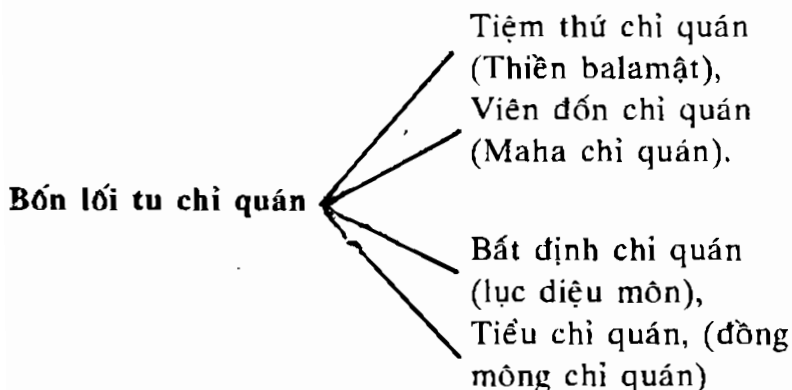 Bốn lối tu chỉ quán
Tiệm thứ chỉ quán
(Thiền balamật),
Viên đốn chỉ quán
(Maha chỉ quán).
Bất định chỉ quán
(lục diệu môn),
Tiểu chỉ quán, (đồng
mông chỉ quán)